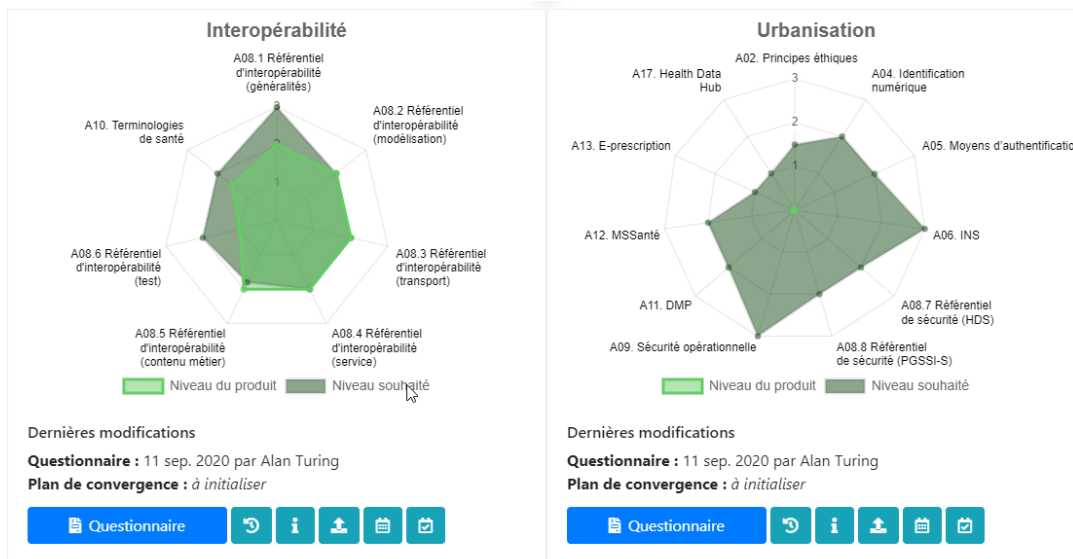 Interopérabilité
A08.1 Référentiel
d'interopérabilité
(généralités)
A08.2 Référentiel
d'interopérabilité
(modélisation)
A10. Terminologies
de santé
3
2
1
A08.6 Référentiel
d'interopérabilité
(test)
A08.3 Référentiel
d'interopérabilité
(transport)
A08.5 Référentiel
d'interopérabilité
(contenu métier)
A08.4 Référentiel
d'interopérabilité
(service)
Niveau du produit
Niveau souhaité
Dernières modifications
Questionnaire : 11 sep. 2020 par Alan Turing
Plan de convergence : à initialiser
Questionnaire
Urbanisation
A02. Principes éthiques
A17. Health Data
Hub
A04. Identification
numérique
3
2
1
A13. E-prescription
A05. Moyens d'authentificatio
A12. MSSanté
A06. INS
A11. DMP
A08.7 Référentiel
de sécurité (HDS)
A09. Sécurité opérationnelle
A08.8 Référentiel
de sécurité (PGSSI-S)
Niveau du produit
Niveau souhaité
Dernières modifications
Questionnaire : 11 sep. 2020 par Alan Turing
Plan de convergence : à initialiser
Questionnaire